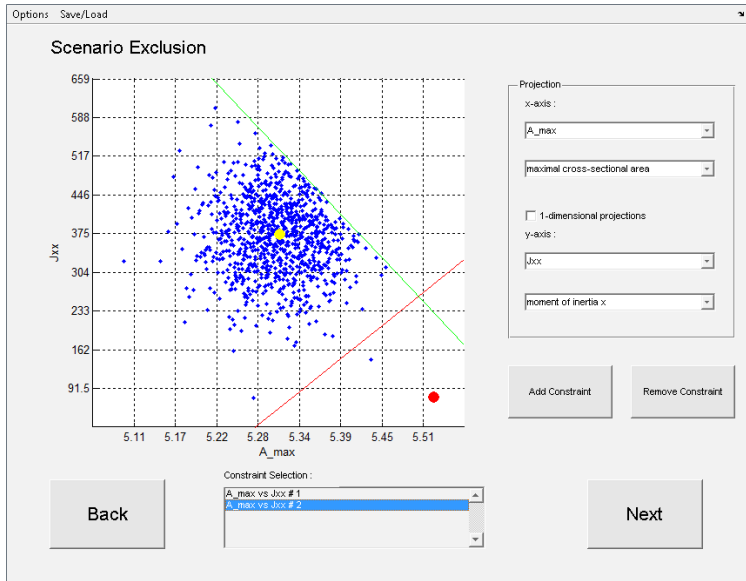 Options Save/Load
Scenario Exclusion
659
588
517
446
375
304
233
162
91.5
Jxx
5.11 5.17 5.22 5.28 5.34 5.39 5.45 5.51
A_max
Projection
x-axis :
A_max
maximal cross-sectional area
1-dimensional projections
y-axis :
Jxx
moment of inertia x
Add Constraint
Remove Constraint
Constraint Selection :
A_max vs Jxx # 1
A_max vs Jxx # 2
Back
Next